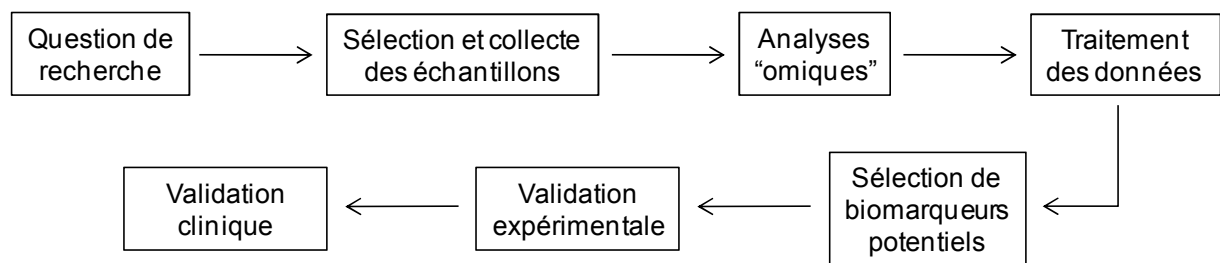 Question de
recherche
Sélection et collecte
des échantillons
Analyses
“omiques”
Traitement
des données
Sélection de
biomarqueurs
potentiels
Validation
expérimentale
Validation
clinique